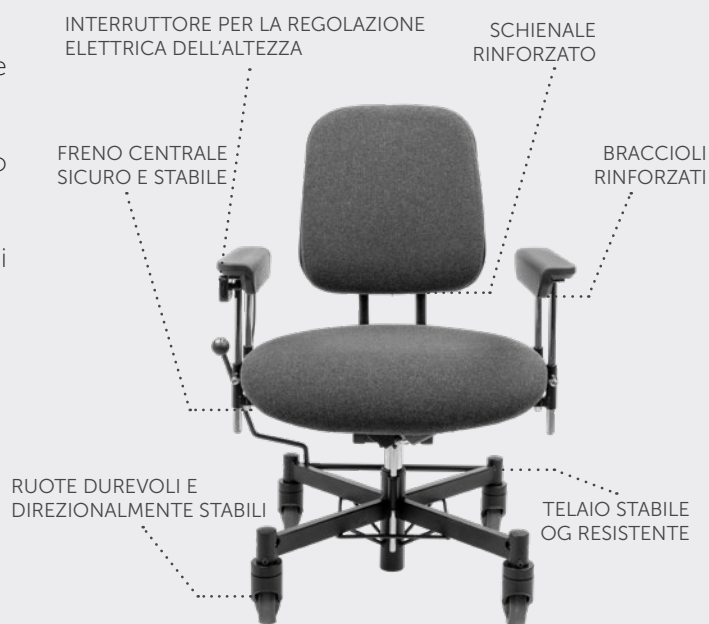 INTERRUTTORE PER LA REGOLAZIONE
ELETTRICA DELL'ALTEZZA
SCHIENALE
RINFORZATO
e
FRENO CENTRALE
SICURO E STABILE
o
BRACCIOLI
RINFORZATI
i
RUOTE DUREVOLI E
DIREZIONALMENTE STABILI
TELAIO STABILE
OG RESISTENTE